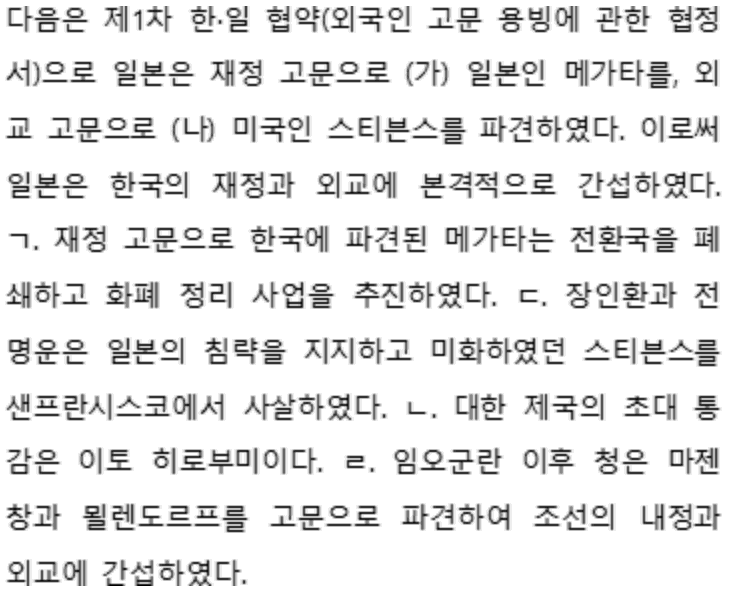 다음은 제1차 한·일 협약(외국인 고문 용빙에 관한 협정
서)으로 일본은 재정 고문으로 (가) 일본인 메가타를, 외
교 고문으로 (나) 미국인 스티븐스를 파견하였다. 이로써
일본은 한국의 재정과 외교에 본격적으로 간섭하였다.
ㄱ. 재정 고문으로 한국에 파견된 메가타는 전환국을 폐
쇄하고 화폐 정리 사업을 추진하였다. ㄷ. 장인환과 전
명운은 일본의 침략을 지지하고 미화하였던 스티븐스를
샌프란시스코에서 사살하였다. ㄴ. 대한 제국의 초대 통
감은 이토 히로부미이다. ㄹ. 임오군란 이후 청은 마젠
창과 묄렌도르프를 고문으로 파견하여 조선의 내정과
외교에 간섭하였다.